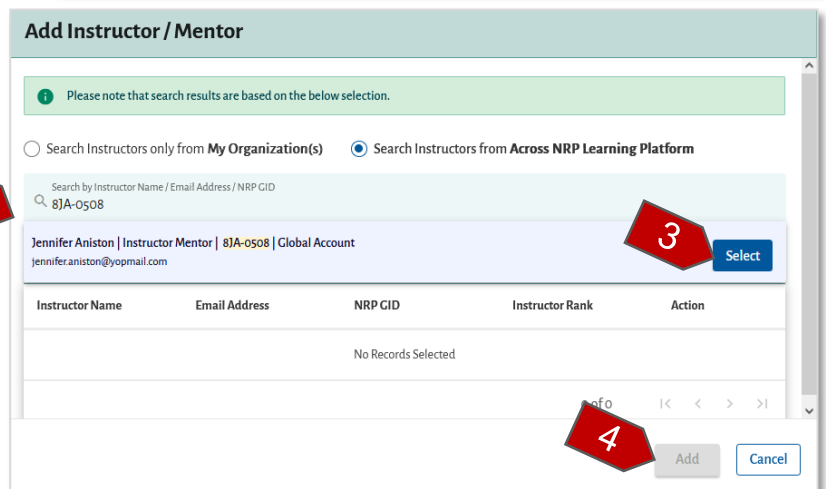 Add Instructor / Mentor
Please note that search results are based on the below selection.
Search Instructors only from My Organization(s) Search Instructors from Across NRP Learning Platform
Search by Instructor Name / Email Address / NRP GID
8JA-0508
Jennifer Aniston | Instructor Mentor | 8JA-0508 | Global Account
jennifer.aniston@yopmail.com
3
Select
Instructor Name Email Address NRP GID Instructor Rank Action
No Records Selected
of 0
4
Add Cancel